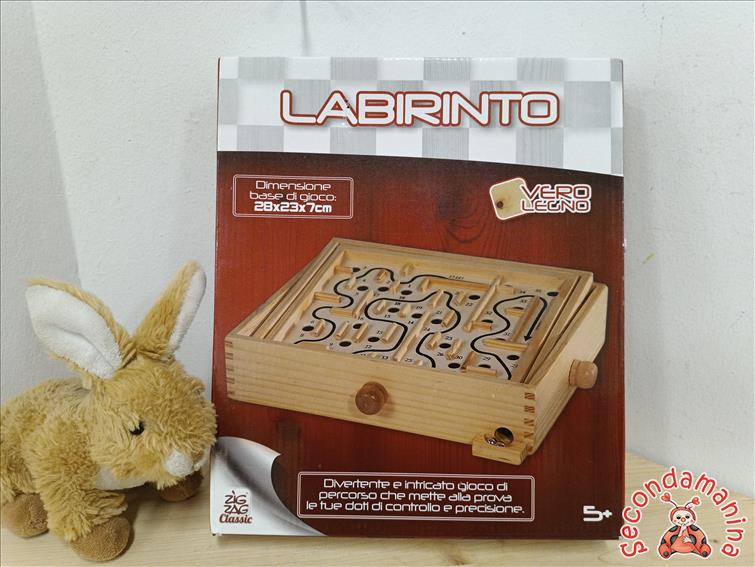 LABIRINTO
Dimensione
base di gioco:
28x23x7cm
VERO
LEGNO
Divertente e intricato gioco di
percorso che mette alla prova
le tue doti di controllo e precisione.
ZIG
ZAG
Classic
5+
Secondamanina